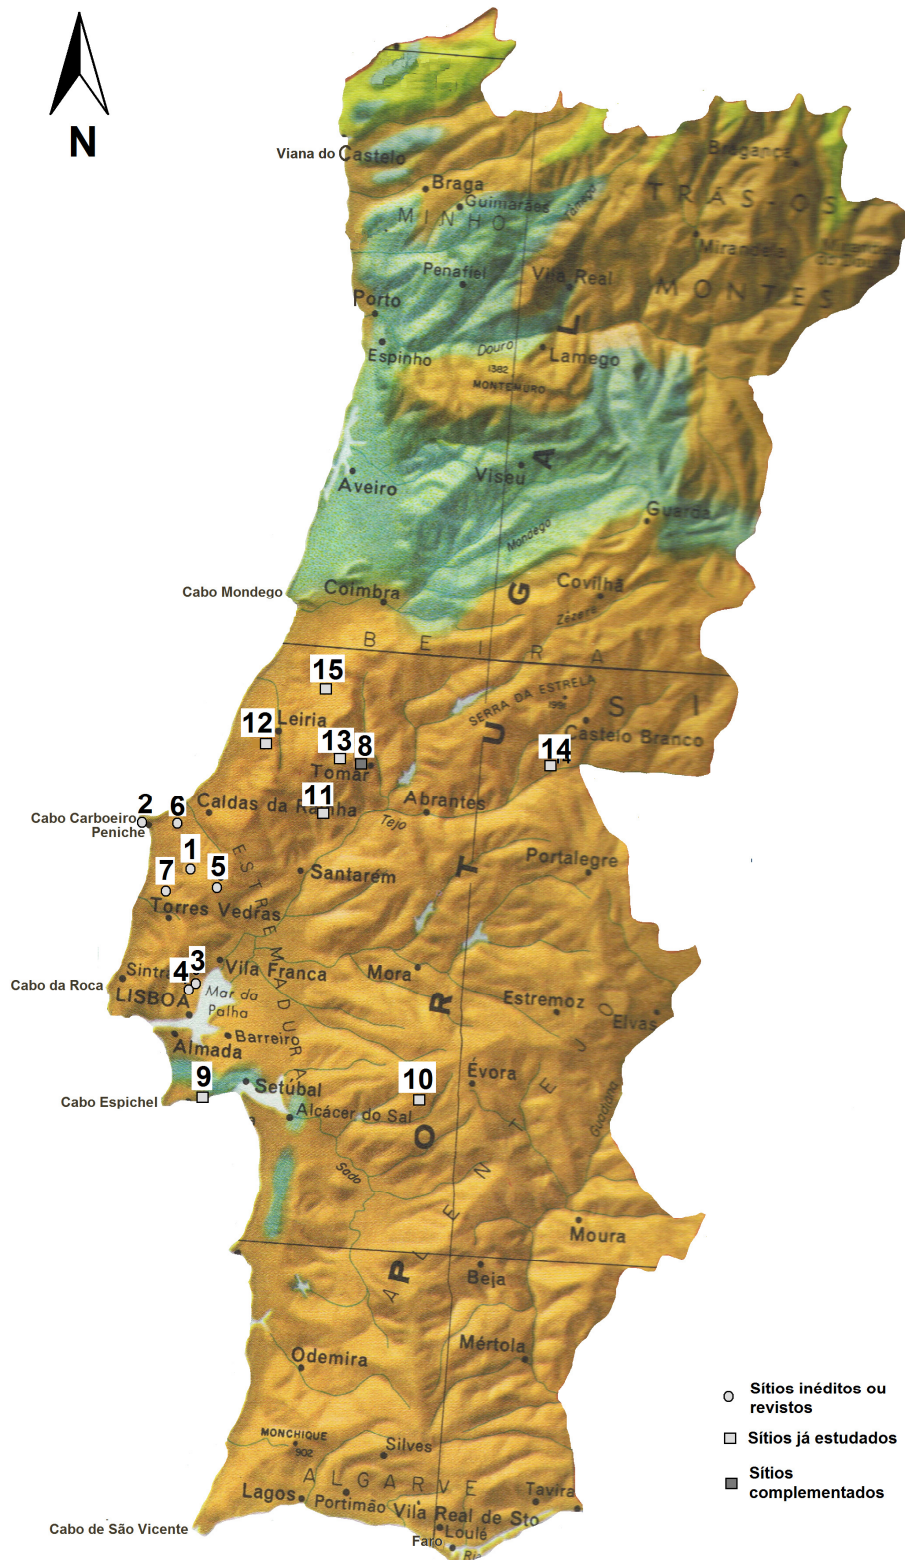 N
Viana do Castelo
Bragança
Braga
TRÁS-OS
Guimarães
Tâmega
MINHO
Mirandela
Penafiel
Vila Real
MONTES
Porto
L
Douro
Espinho
Lamego
1382
MONTEMURO
A
Viseu
Aveiro
Guarda
Mondego
Covilhã
Cabo Mondego
Coimbra
G
Zêzere
BEIRA
15
SERRA DA ESTRELA
1991
SI
12
Leiria
U
Castelo Branco
13
8
14
Tomar
2
6
Caldas da Rainha
11
Abrantes
Cabo Carboeiro
Peniche
Tejo
1
ESTREMADURA
Portalegre
7
5
Santarém
T
Torres Vedras
3
4
Sintra
Vila Franca
Mora
Cabo da Roca
LISBOA
Mar da
Palha
R
Estremoz
Elvas
Barreiro
Almada
9
Setúbal
10
Évora
Cabo Espichel
Alcácer do Sal
Guadiana
O
Sado
ALENTEJO
Moura
P
Beja
Mértola
Odemira
Sítios inéditos ou
revistos
MONCHIQUE
902
Silves
Sítios já estudados
ALGARVE
Sítios
complementados
Lagos
Portimão
Tavira
Vila Real de Sto
Cabo de São Vicente
Loulé
Faro
Ria